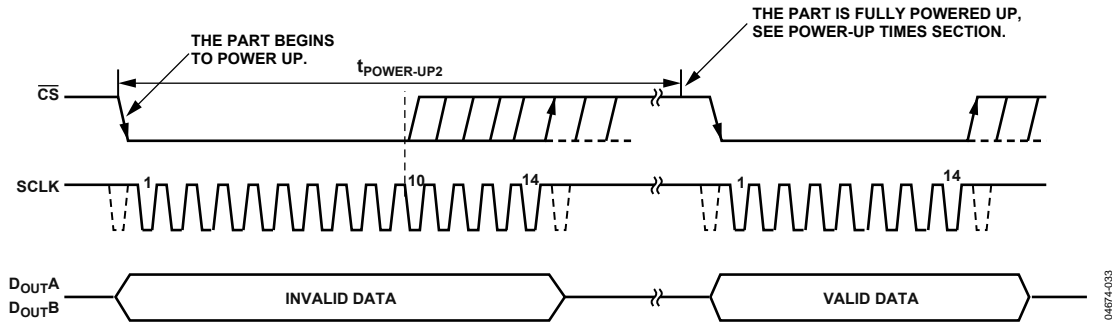 THE PART BEGINS
TO POWER UP.
THE PART IS FULLY POWERED UP,
SEE POWER-UP TIMES SECTION.
tPOWER-UP2
CS
SCLK
1
10
14
1
14
DOUTA
DOUTB
INVALID DATA
VALID DATA
04674-033